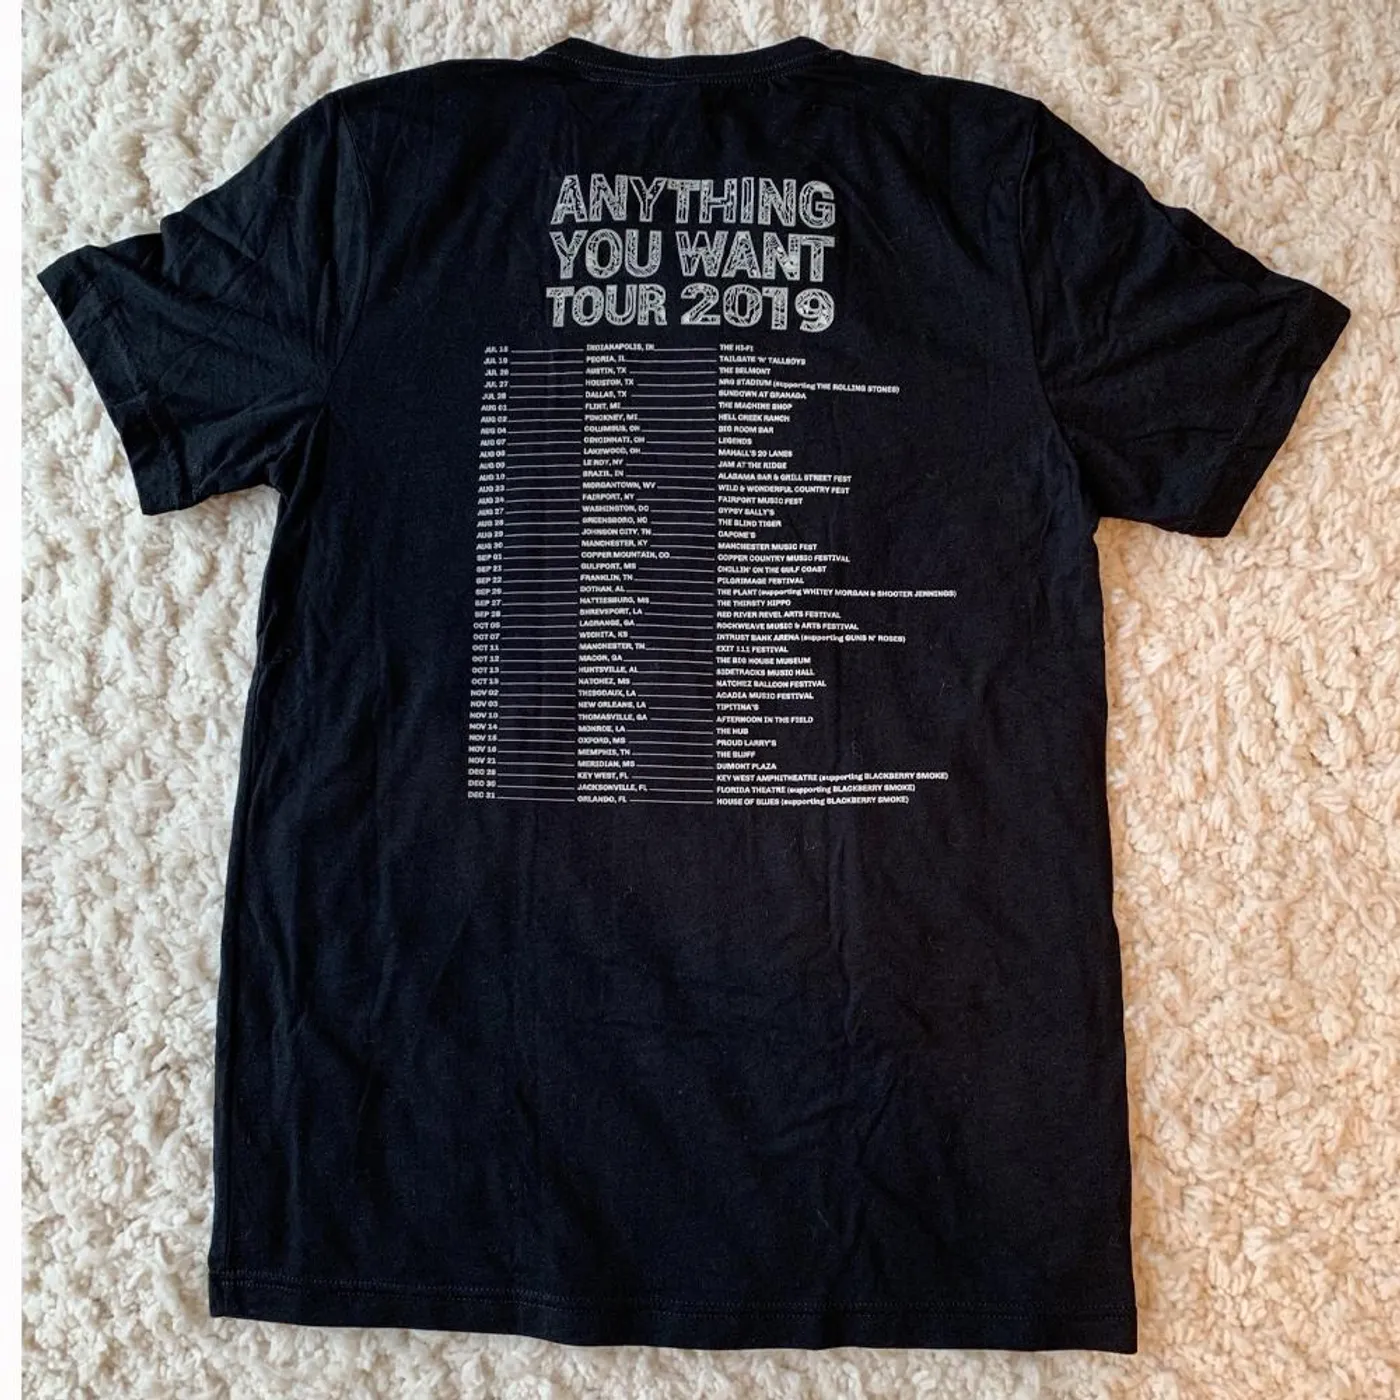 ANYTHING
YOU WANT
TOUR 2019
JUL 18 INDIANAPOLIS, IN THE HI-FI
JUL 19 PEORIA, IL TAILGATE 'N' TALLBOYS
JUL 26 AUSTIN, TX THE BELMONT
JUL 27 HOUSTON, TX NRG STADIUM (supporting THE ROLLING STONES)
JUL 28 DALLAS, TX SUNDOWN AT GRANADA
AUG 01 FLINT, MI THE MACHINE SHOP
AUG 02 PINCKNEY, MI HELL CREEK RANCH
AUG 04 COLUMBUS, OH BIG ROOM BAR
AUG 07 CINCINNATI, OH LEGENDS
AUG 08 LAKEWOOD, OH MAHALL'S 20 LANES
AUG 09 LE ROY, NY JAM AT THE RIDGE
AUG 10 BRAZIL, IN ALABAMA BAR & GRILL STREET FEST
AUG 23 MORGANTOWN, WV WILD & WONDERFUL COUNTRY FEST
AUG 24 FAIRPORT, NY FAIRPORT MUSIC FEST
AUG 27 WASHINGTON, DC GYPSY SALLY'S
AUG 28 GREENSBORO, NC THE BLIND TIGER
AUG 29 JOHNSON CITY, TN CAPONE'S
AUG 30 MANCHESTER, KY MANCHESTER MUSIC FEST
SEP 01 COPPER MOUNTAIN, CO COPPER COUNTRY MUSIC FESTIVAL
SEP 21 GULFPORT, MS CHILLIN' ON THE GULF COAST
SEP 22 FRANKLIN, TN PILGRIMAGE FESTIVAL
SEP 26 DOTHAN, AL THE PLANT (supporting WHITEY MORGAN & SHOOTER JENNINGS)
SEP 27 HATTIESBURG, MS THE THIRSTY HIPPO
SEP 28 SHREVEPORT, LA RED RIVER REVEL ARTS FESTIVAL
OCT 05 LAGRANGE, GA ROCKWEAVE MUSIC & ARTS FESTIVAL
OCT 07 WICHITA, KS INTRUST BANK ARENA (supporting GUNS N' ROSES)
OCT 11 MANCHESTER, TN EXIT 111 FESTIVAL
OCT 12 MACON, GA THE BIG HOUSE MUSEUM
OCT 13 HUNTSVILLE, AL SIDETRACKS MUSIC HALL
OCT NATCHEZ, MS NATCHEZ BALLOON FESTIVAL
NOV 02 THIBODAUX, LA ACADIA MUSIC FESTIVAL
NOV 03 NEW ORLEANS, LA TIPITINA'S
NOV 10 THOMASVILLE, GA AFTERNOON IN THE FIELD
NOV 14 MONROE, LA THE HUB
NOV 15 OXFORD, MS PROUD LARRY'S
NOV 16 MEMPHIS, TN THE BLUFF
NOV 21 MERIDIAN, MS DUMONT PLAZA
DEC 28 KEY WEST, FL KEY WEST AMPHITHEATRE (supporting BLACKBERRY SMOKE)
DEC 30 JACKSONVILLE, FL FLORIDA THEATRE (supporting BLACKBERRY SMOKE)
DEC 31 ORLANDO, FL HOUSE OF BLUES (supporting BLACKBERRY SMOKE)